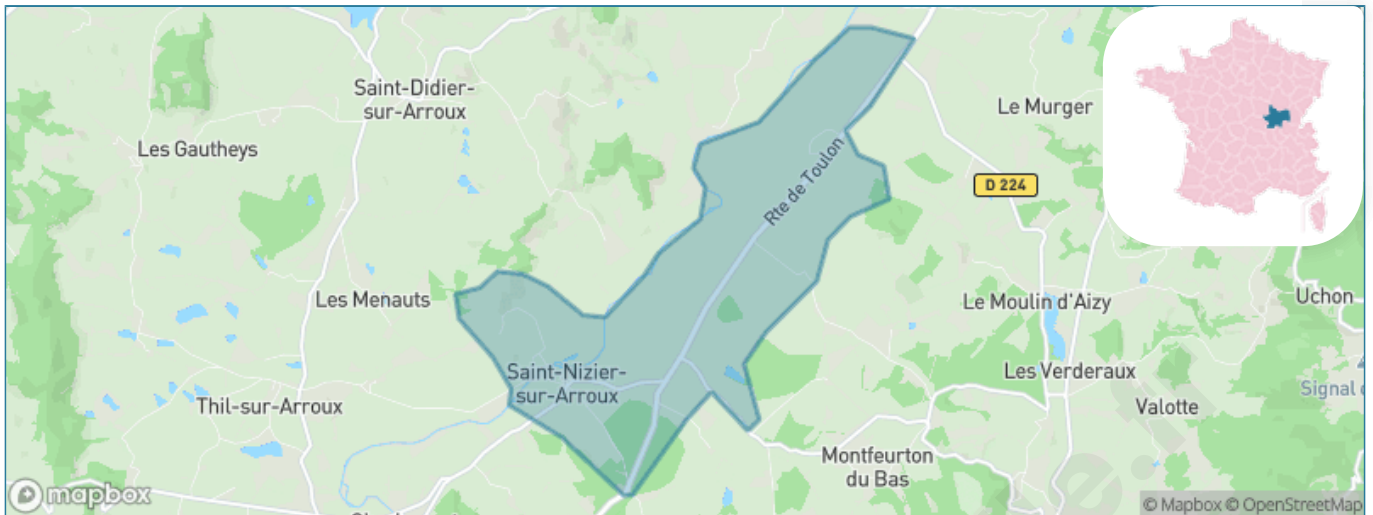 Saint-Didier-
sur-Arroux
Le Murger
Les Gautheys
D 224
Rte de Toulon
Les Menauts
Le Moulin d'Aizy
Uchon
Saint-Nizier-
sur-Arroux
Les Verderaux
Signal
Thil-sur-Arroux
Valotte
Montfeurton
du Bas
mapbox
© Mapbox © OpenStreetMap